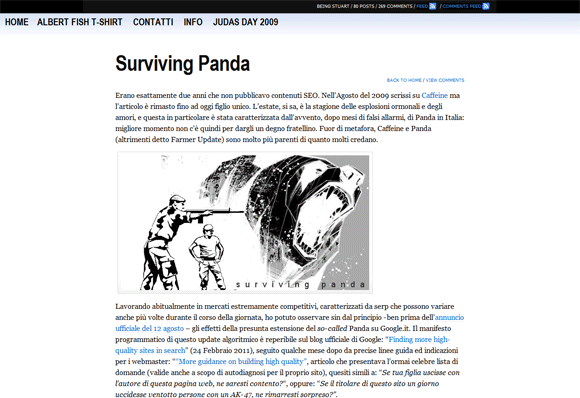 BEING STUART / 80 POSTS / 269 COMMENTS / FEED / COMMENTS FEED
HOME ALBERT FISH T-SHIRT CONTATTI INFO JUDAS DAY 2009
Surviving Panda
BACK TO HOME / VIEW COMMENTS
Erano esattamente due anni che non pubblicavo contenuti SEO. Nell'Agosto del 2009 scrissi su Caffeine ma
l'articolo è rimasto fino ad oggi figlio unico. L'estate, si sa, è la stagione delle esplosioni ormonali e degli
amori, e questa in particolare è stata caratterizzata dall'avvento, dopo mesi di falsi allarmi, di Panda in Italia:
migliore momento non c'è quindi per dargli un degno fratellino. Fuor di metafora, Caffeine e Panda
(altrimenti detto Farmer Update) sono molto più parenti di quanto molti credano.
surviving panda
Lavorando abitualmente in mercati estremamente competitivi, caratterizzati da serp che possono variare
anche più volte durante il corso della giornata, ho potuto osservare sin dal principio -ben prima dell'annuncio
ufficiale del 12 agosto – gli effetti della presunta estensione del so-called Panda su Google.it. Il manifesto
programmatico di questo update algoritmico è reperibile sul blog ufficiale di Google: "Finding more high-
quality sites in search" (24 Febbraio 2011), seguito qualche mese dopo da precise linee guida ed indicazioni
per i webmaster: ""More guidance on building high quality", articolo che presentava l'ormai celebre lista di
domande (valide anche a scopo di autodiagnosi per il proprio sito), quesiti simili a: "Se tua figlia uscisse con
l'autore di questa pagina web, ne saresti contento?", oppure: "Se il titolare di questo sito un giorno
uccidesse ventotto persone con un AK-47, ne rimarresti sorpreso?".